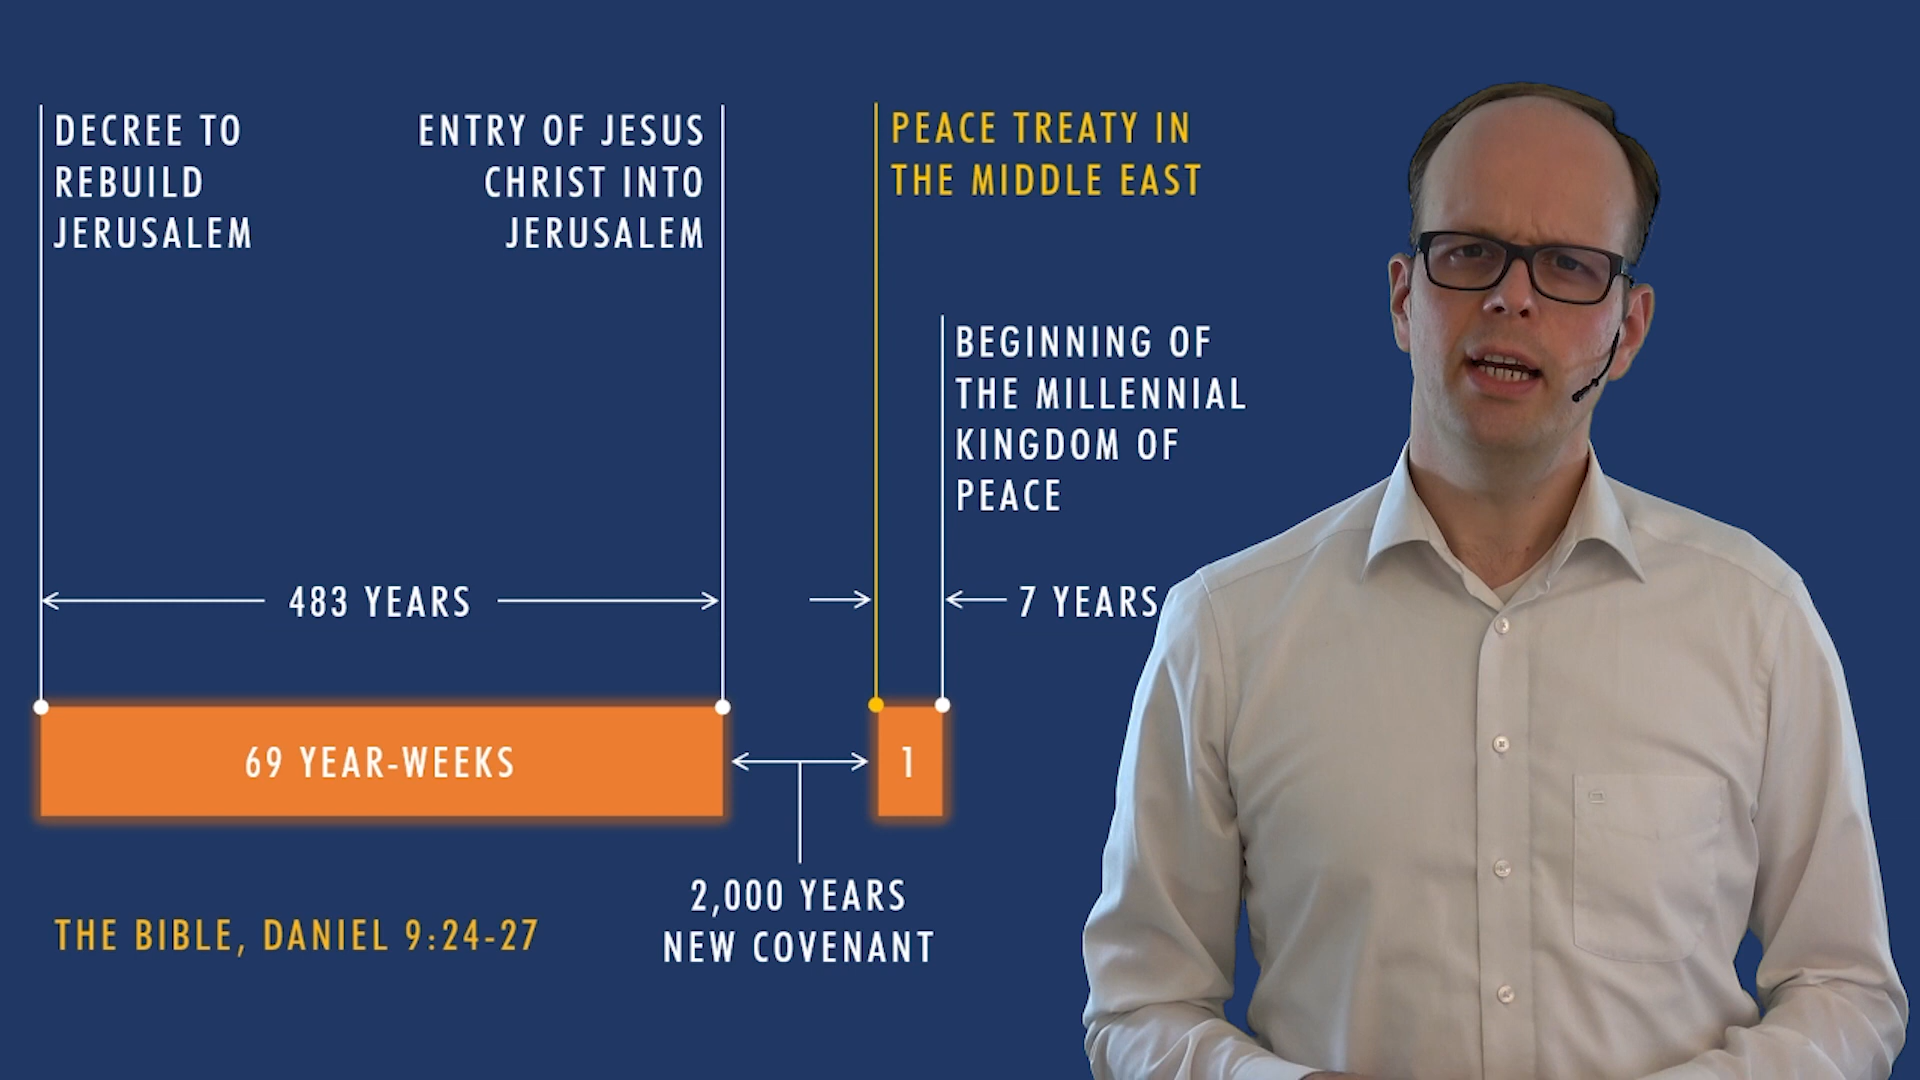 DECREE TO
REBUILD
JERUSALEM
ENTRY OF JESUS
CHRIST INTO
JERUSALEM
PEACE TREATY IN
THE MIDDLE EAST
BEGINNING OF
THE MILLENNIAL
KINGDOM OF
PEACE
483 YEARS
7 YEARS
69 YEAR-WEEKS
1
2,000 YEARS
NEW COVENANT
THE BIBLE, DANIEL 9:24-27